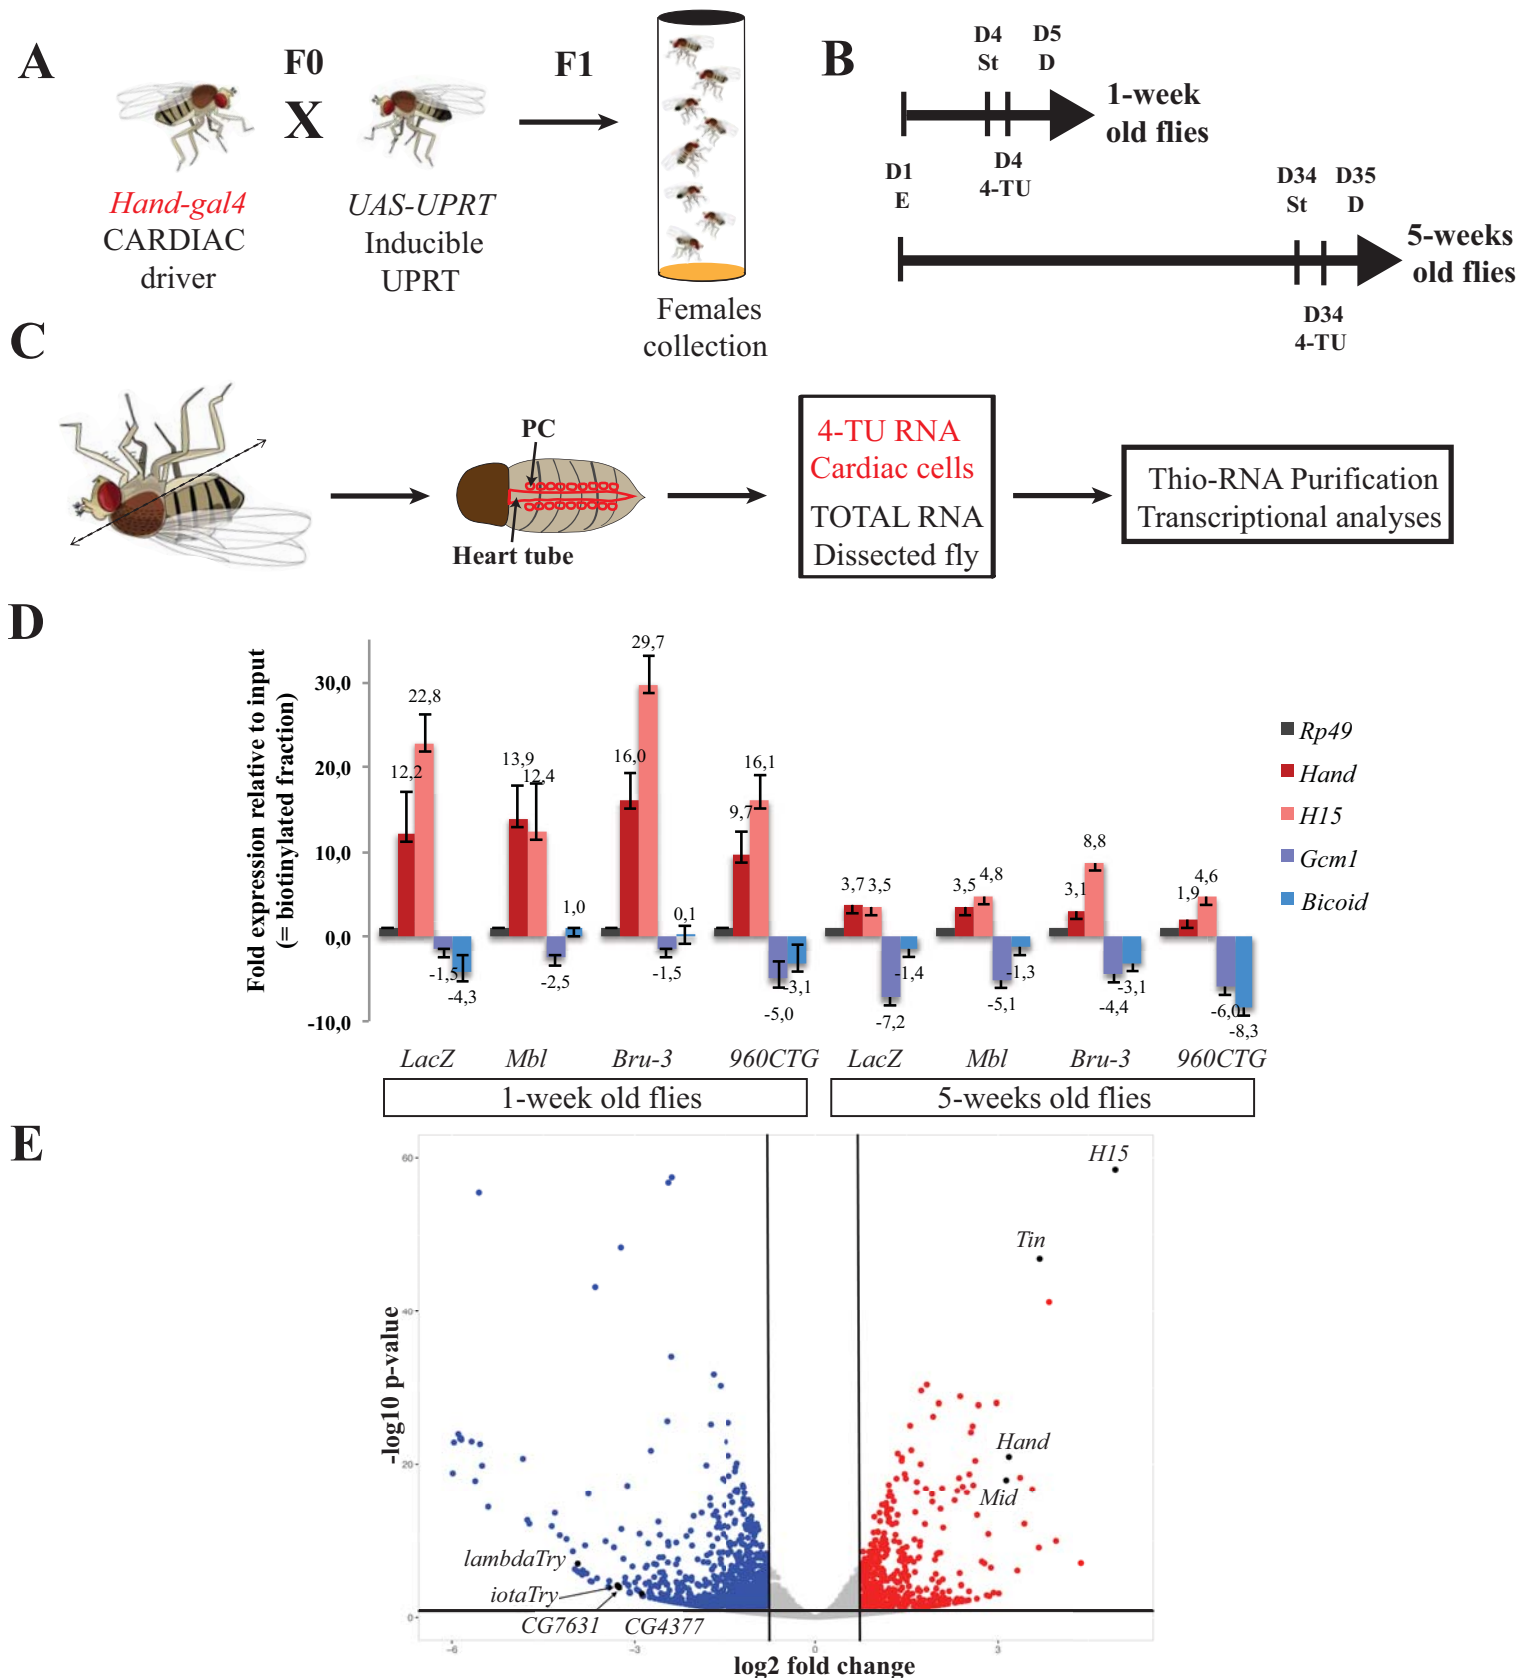 A
F0
X
F1
Hand-gal4
CARDIAC
driver
UAS-UPRT
Inducible
UPRT
Females
collection
B
D4
St
D5
D
1-week
old flies
D1
E
D4
4-TU
D34
St
D35
D
5-weeks
old flies
D34
4-TU
C
PC
Heart tube
4-TU RNA
Cardiac cells
TOTAL RNA
Dissected fly
Thio-RNA Purification
Transcriptional analyses
D
Fold expression relative to input
(= biotinylated fraction)
30,0
20,0
10,0
0,0
-10,0
12,2
22,8
-1,5
-4,3
13,9
12,4
-2,5
1,0
16,0
29,7
-1,5
0,1
9,7
16,1
-5,0
-3,1
3,7
3,5
-7,2
-1,4
3,5
4,8
-5,1
-1,3
3,1
8,8
-4,4
-3,1
1,9
4,6
-6,0
-8,3
Rp49
Hand
H15
Gcm1
Bicoid
LacZ Mbl Bru-3 960CTG LacZ Mbl Bru-3 960CTG
1-week old flies
5-weeks old flies
E
-log10 p-value
60
40
20
0
H15
Tin
Hand
Mid
lambdaTry
iotaTry
CG7631
CG4377
-6 -3 0 3
log2 fold change